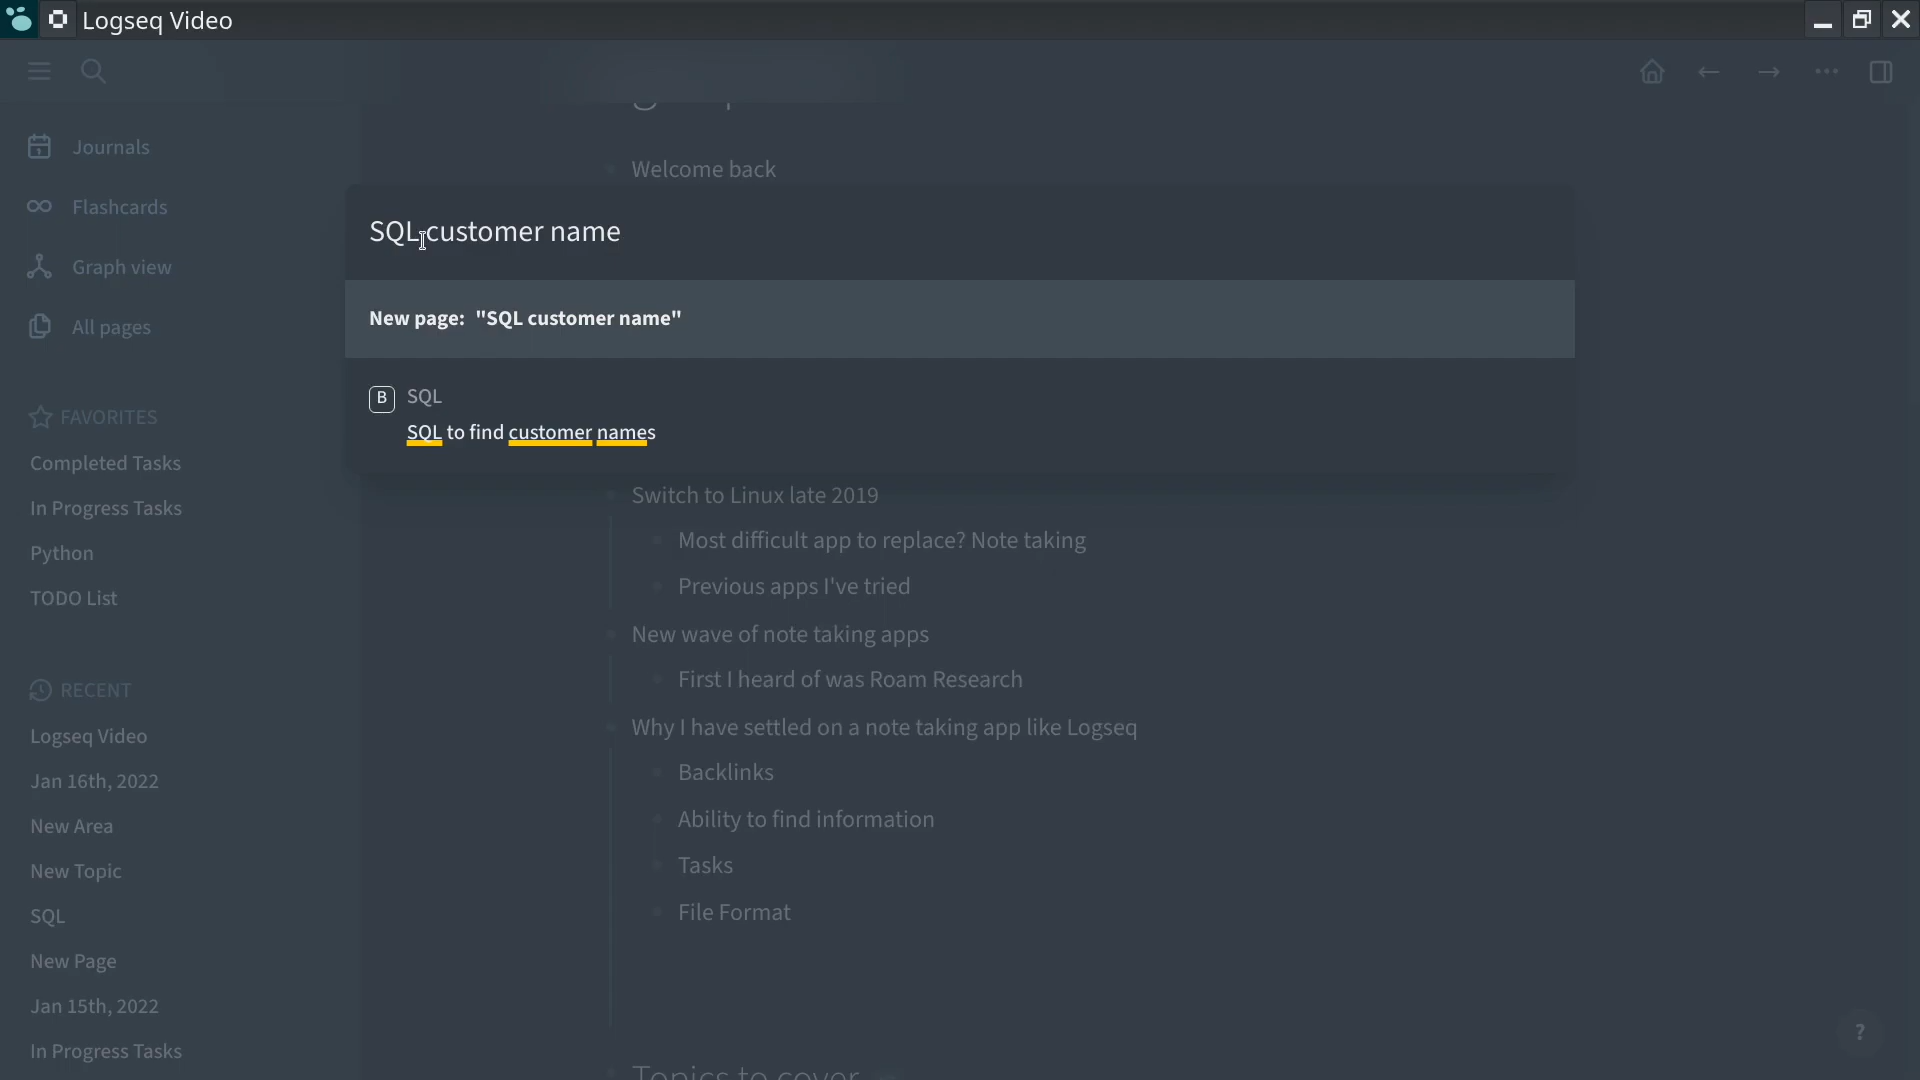 Logseq Video
Journals
Flashcards
Graph view
All pages
FAVORITES
Completed Tasks
In Progress Tasks
Python
TODO List
RECENT
Logseq Video
Jan 16th, 2022
New Area
New Topic
SQL
New Page
Jan 15th, 2022
In Progress Tasks
Welcome back
SQL customer name
New page: "SQL customer name"
B SQL
SQL to find customer names
Switch to Linux late 2019
Most difficult app to replace? Note taking
Previous apps I've tried
New wave of note taking apps
First I heard of was Roam Research
Why I have settled on a note taking app like Logseq
Backlinks
Ability to find information
Tasks
File Format
Topics to cover
?